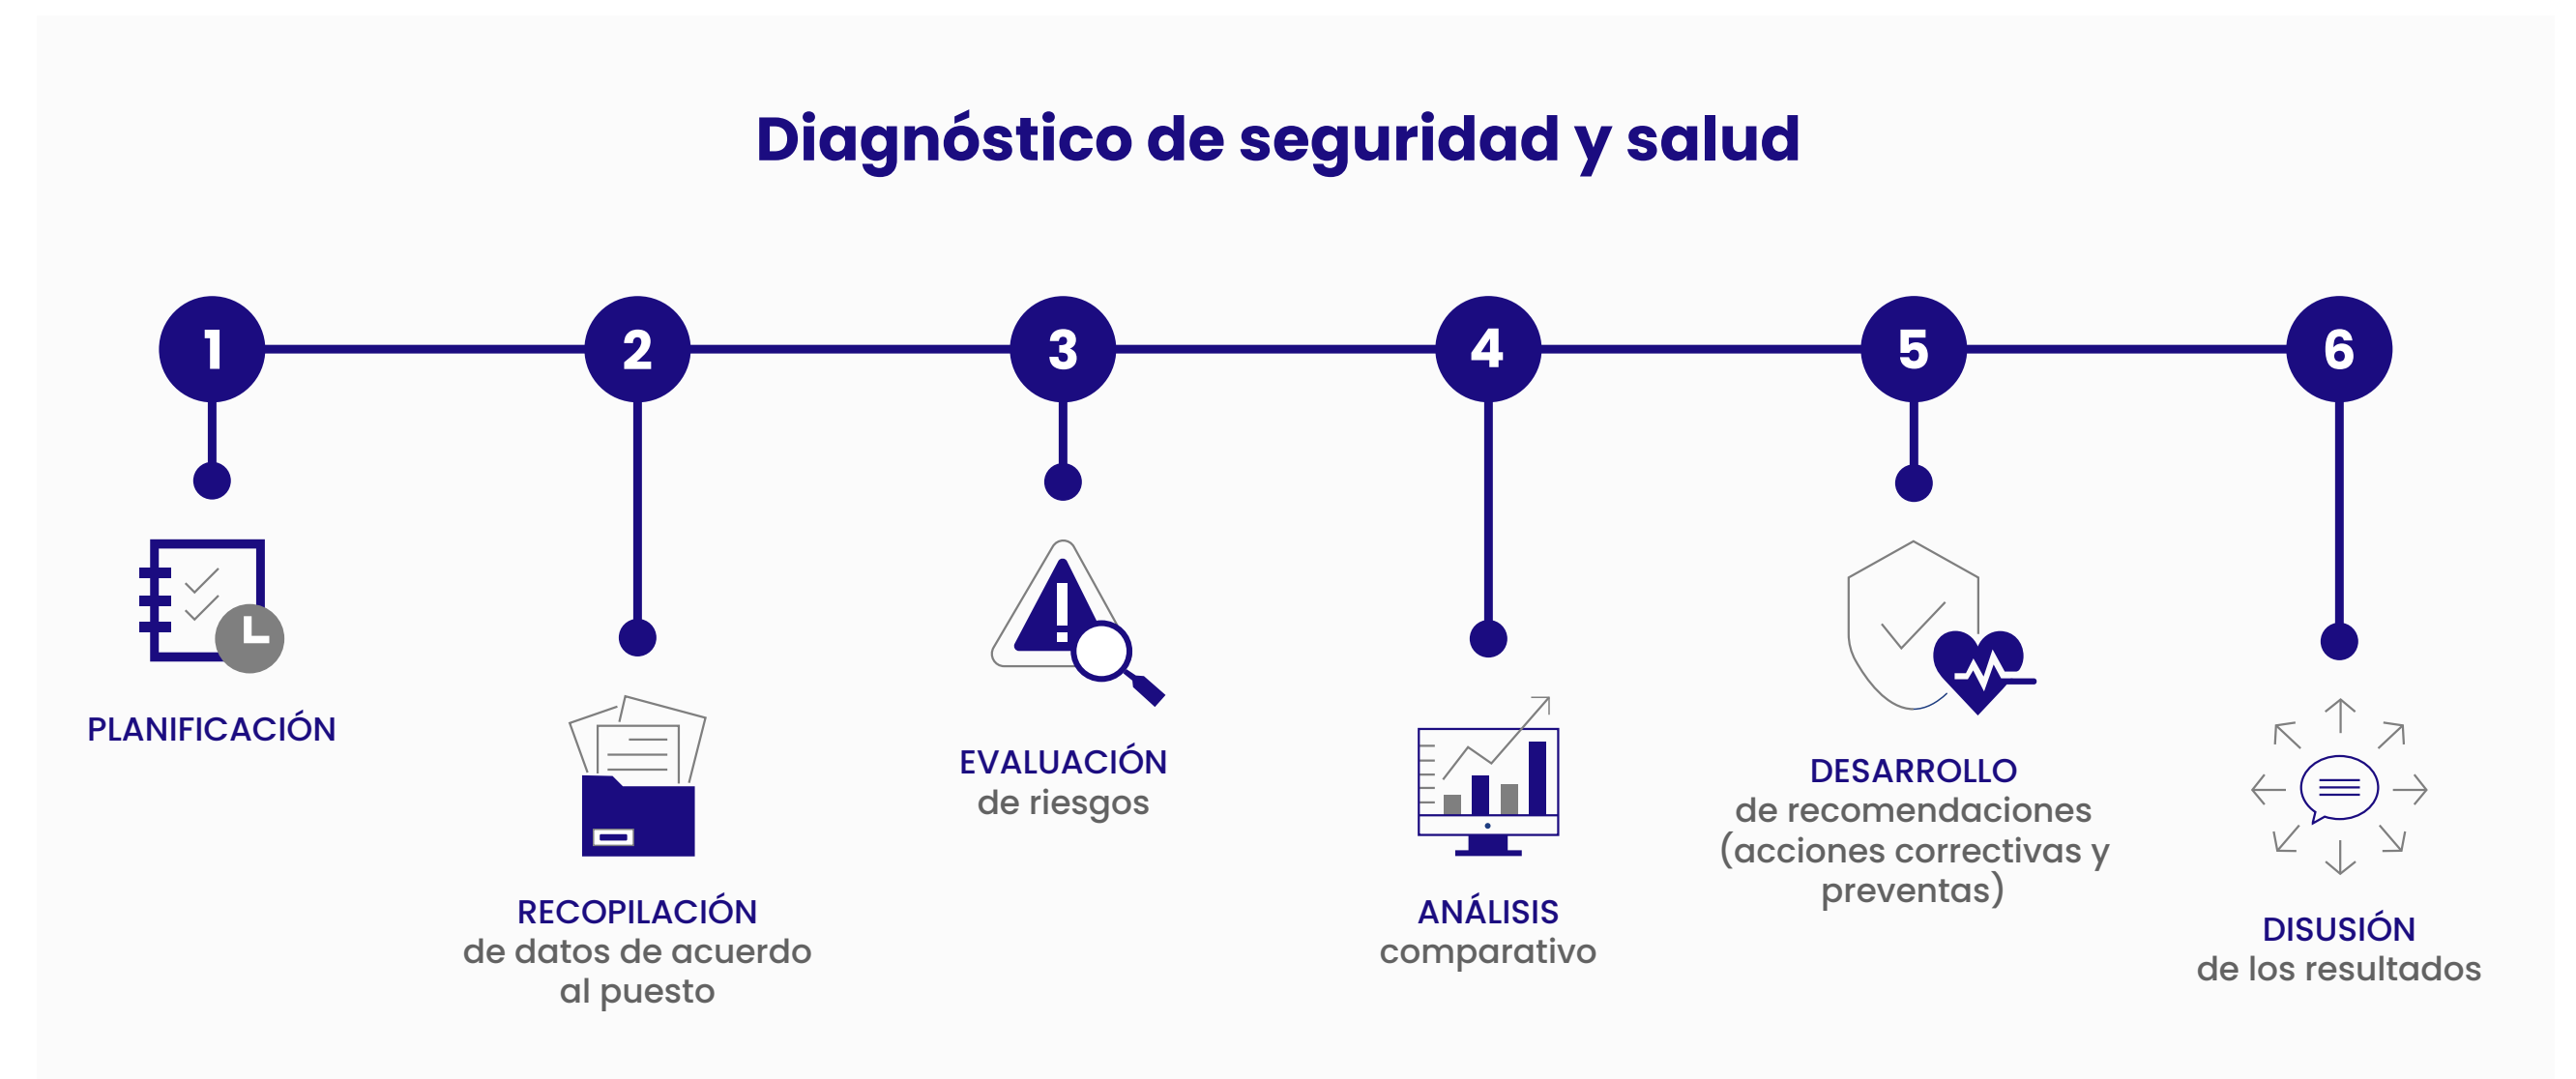 Diagnóstico de seguridad y salud
1
2
3
4
5
6
PLANIFICACIÓN
RECOPILACIÓN
de datos de acuerdo
al puesto
EVALUACIÓN
de riesgos
ANÁLISIS
comparativo
DESARROLLO
de recomendaciones
(acciones correctivas y
preventas)
DISUSIÓN
de los resultados